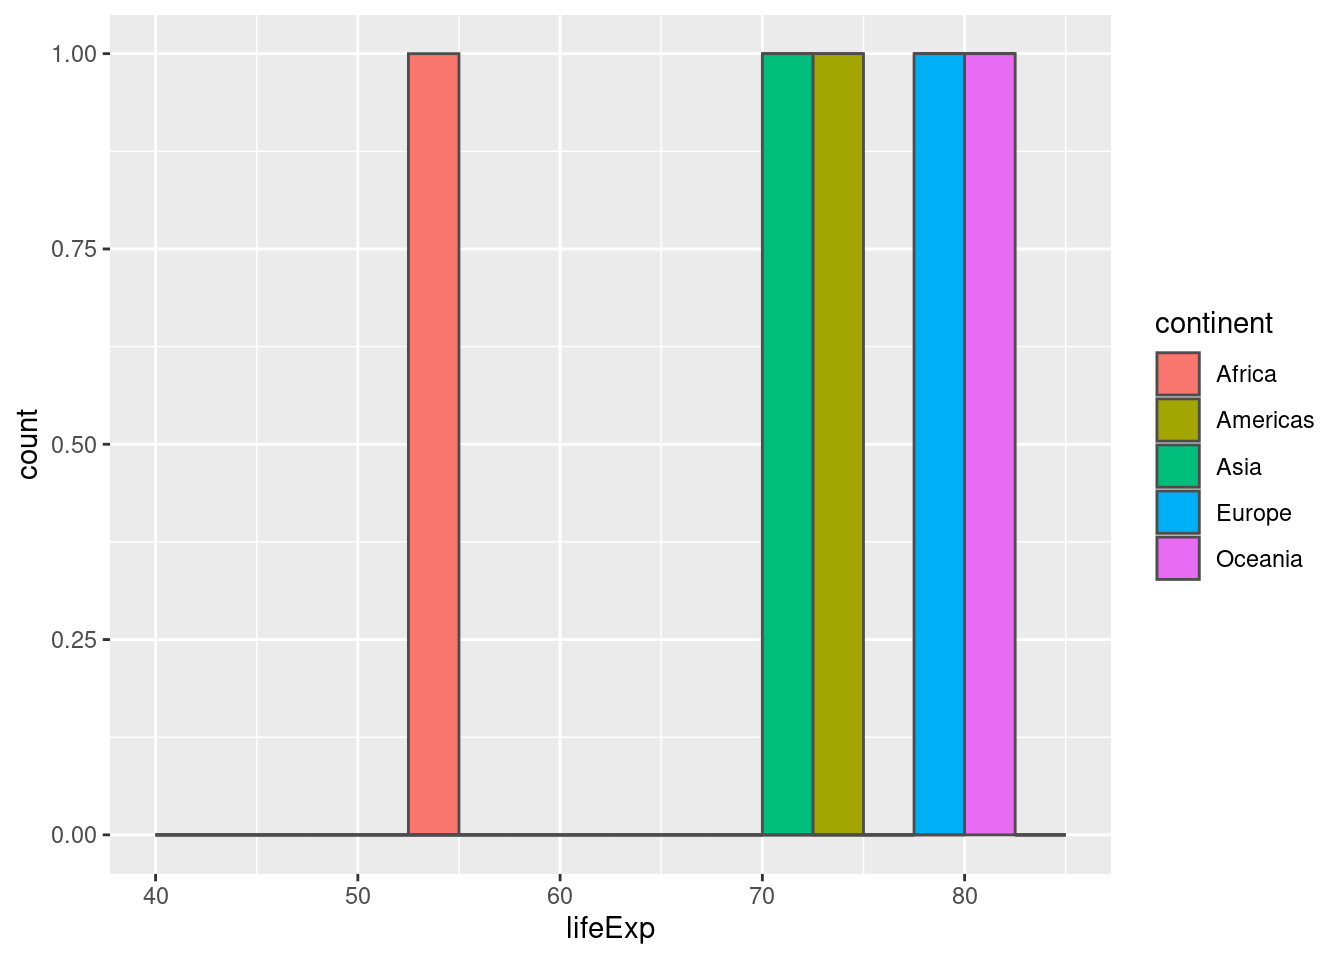 1.00
0.75
0.50
0.25
0.00
count
40 50 60 70 80
lifeExp
continent
Africa
Americas
Asia
Europe
Oceania